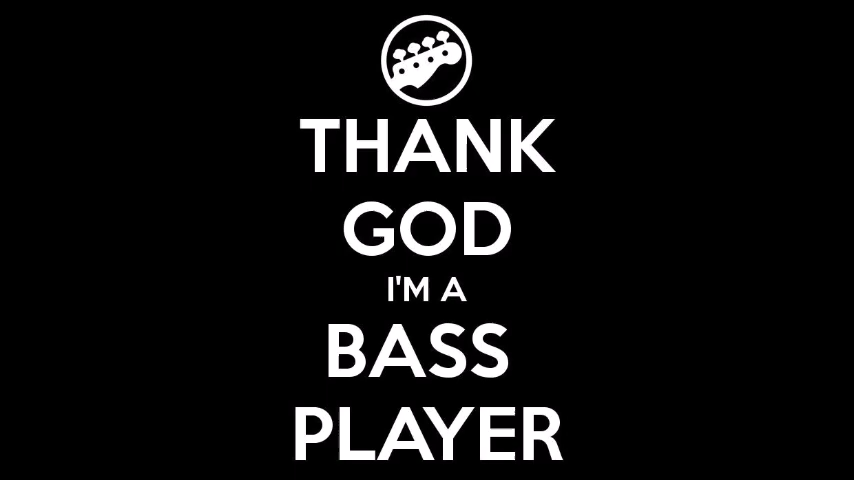 THANK
GOD
I'M A
BASS
PLAYER